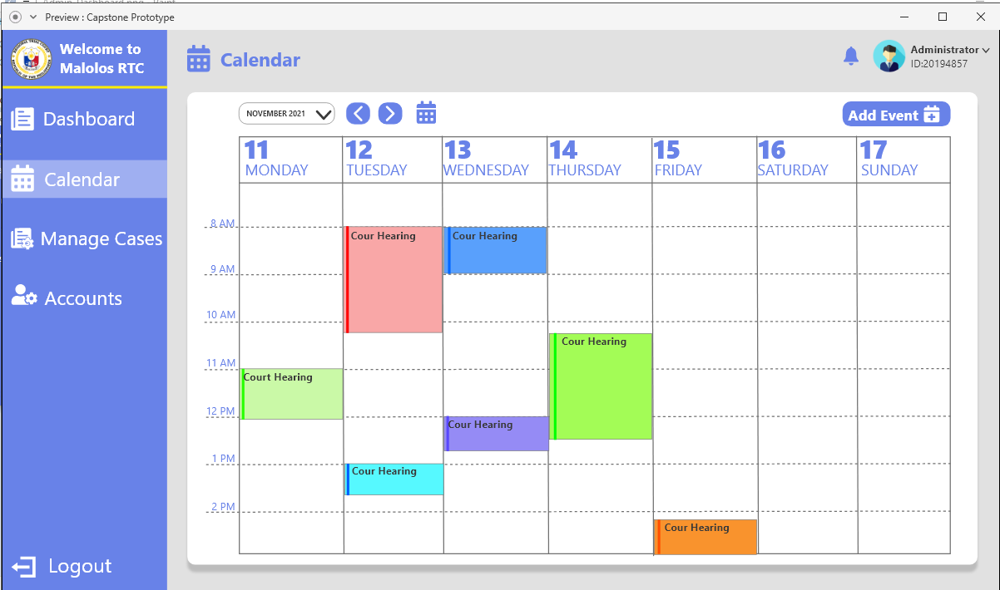 Preview : Capstone Prototype
Welcome to
Malolos RTC
Calendar
Administrator
ID:20194857
Dashboard
Calendar
Manage Cases
Accounts
Logout
NOVEMBER 2021
Add Event
11 12 13 14 15 16 17
MONDAY TUESDAY WEDNESDAY THURSDAY FRIDAY SATURDAY SUNDAY
8 AM
Cour Hearing Cour Hearing
9 AM
10 AM
Cour Hearing
11 AM
Court Hearing
12 PM
Cour Hearing
1 PM
Cour Hearing
2 PM
Cour Hearing